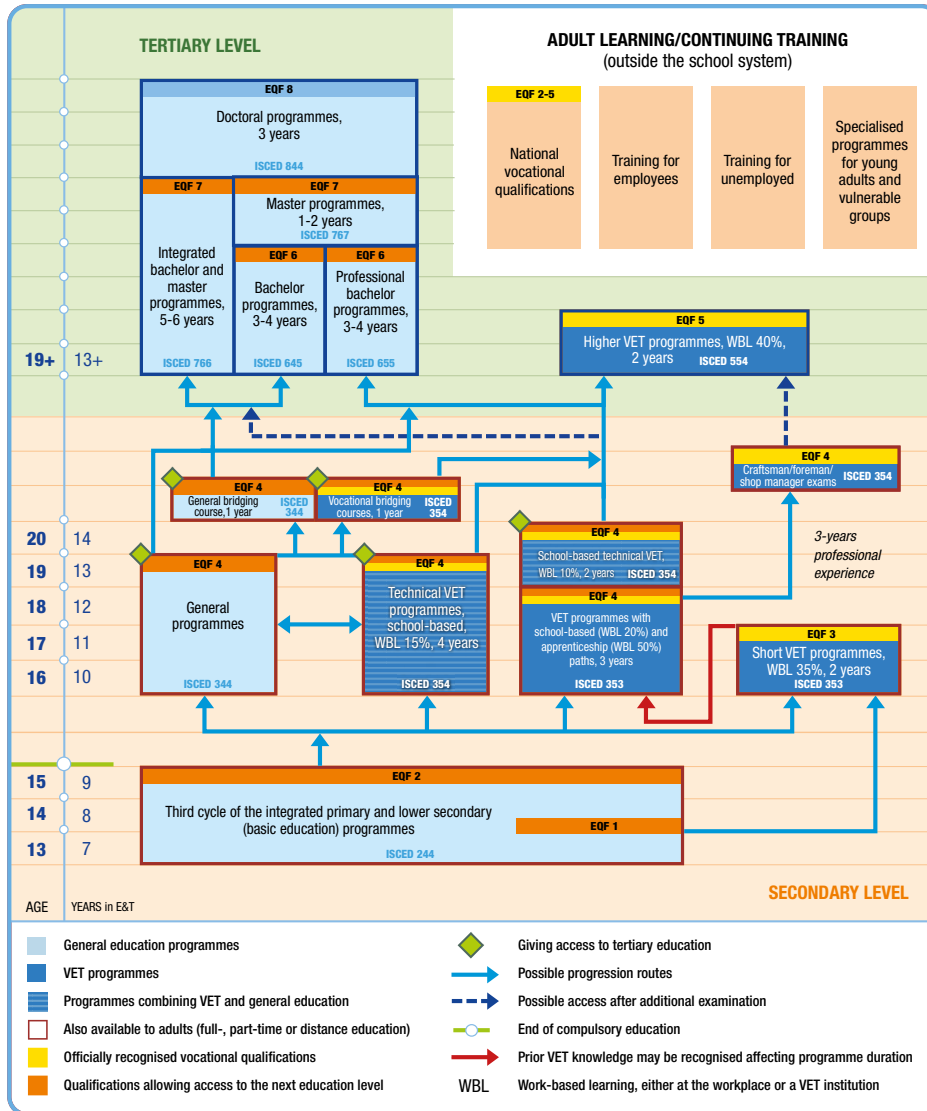 TERTIARY LEVEL
ADULT LEARNING/CONTINUING TRAINING
(outside the school system)
EQF 2-5
National
vocational
qualifications
Training for
employees
Training for
unemployed
Specialised
programmes
for young
adults and
vulnerable
groups
EQF 8
Doctoral programmes,
3 years
ISCED 844
EQF 7
Integrated
bachelor and
master
programmes,
5-6 years
ISCED 766
EQF 7
Master programmes,
1-2 years
ISCED 767
EQF 6
Bachelor
programmes,
3-4 years
ISCED 645
EQF 6
Professional
bachelor
programmes,
3-4 years
ISCED 655
EQF 5
Higher VET programmes, WBL 40%,
2 years ISCED 554
19+ 13+
EQF 4
Craftsman/foreman/
shop manager exams ISCED 354
EQF 4
General bridging
course,1 year
ISCED
344
EQF 4
Vocational bridging
courses, 1 year
ISCED
354
20 14
19 13
18 12
17 11
16 10
EQF 4
General
programmes
ISCED 344
EQF 4
Technical VET
programmes,
school-based,
WBL 15%, 4 years
ISCED 354
EQF 4
School-based technical VET,
WBL 10%, 2 years ISCED 354
EQF 4
VET programmes with
school-based (WBL 20%) and
apprenticeship (WBL 50%)
paths, 3 years
ISCED 353
3-years
professional
experience
EQF 3
Short VET programmes,
WBL 35%, 2 years
ISCED 353
15 9
14 8
13 7
EQF 2
Third cycle of the integrated primary and lower secondary
(basic education) programmes
EQF 1
ISCED 244
SECONDARY LEVEL
AGE YEARS in E&T
General education programmes
VET programmes
Programmes combining VET and general education
Also available to adults (full-, part-time or distance education)
Officially recognised vocational qualifications
Qualifications allowing access to the next education level
Giving access to tertiary education
Possible progression routes
Possible access after additional examination
End of compulsory education
Prior VET knowledge may be recognised affecting programme duration
WBL Work-based learning, either at the workplace or a VET institution